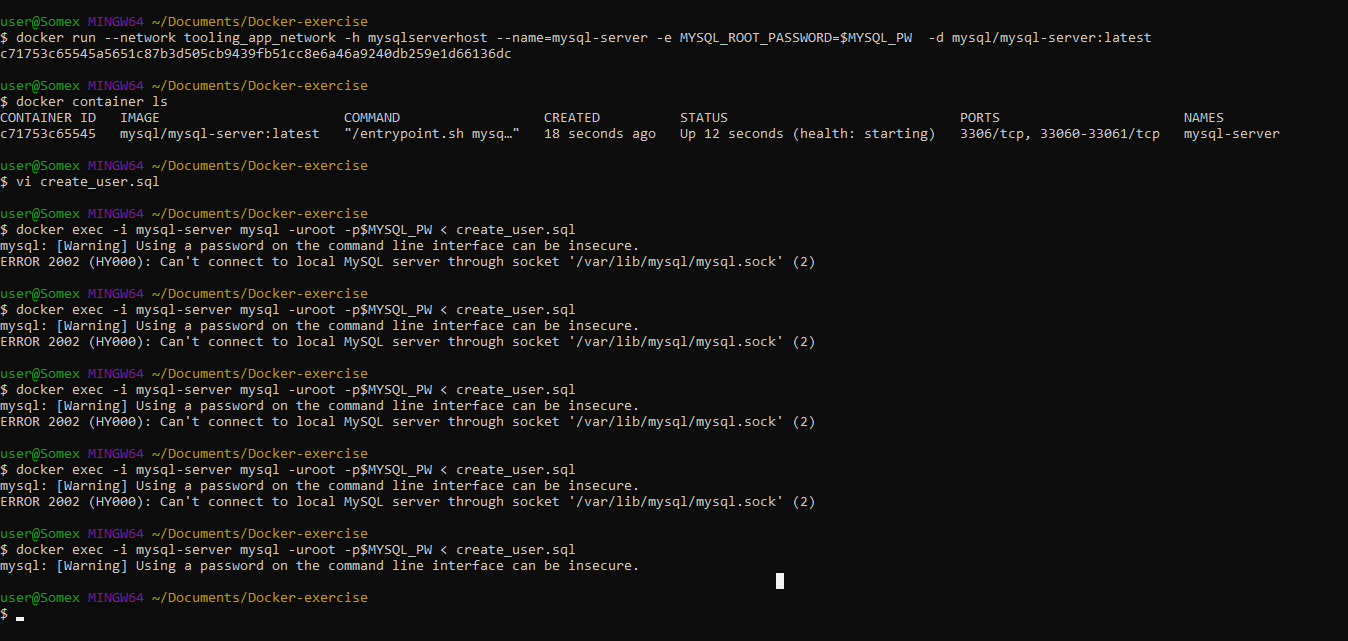 user@Somex MINGW64 ~/Documents/Docker-exercise
$ docker run --network tooling_app_network -h mysqlserverhost --name=mysql-server -e MYSQL_ROOT_PASSWORD=$MYSQL_PW  -d mysql/mysql-server:latest
c71753c65545a5651c87b3d505cb9439fb51cc8e6a46a9240db259e1d66136dc
user@Somex MINGW64 ~/Documents/Docker-exercise
$ docker container ls
CONTAINER ID   IMAGE                       COMMAND                  CREATED          STATUS                             PORTS                       NAMES
c71753c65545   mysql/mysql-server:latest   "/entrypoint.sh mysq…"   18 seconds ago   Up 12 seconds (health: starting)   3306/tcp, 33060-33061/tcp   mysql-server
user@Somex MINGW64 ~/Documents/Docker-exercise
$ vi create_user.sql
user@Somex MINGW64 ~/Documents/Docker-exercise
$ docker exec -i mysql-server mysql -uroot -p$MYSQL_PW < create_user.sql
mysql: [Warning] Using a password on the command line interface can be insecure.
ERROR 2002 (HY000): Can't connect to local MySQL server through socket '/var/lib/mysql/mysql.sock' (2)
user@Somex MINGW64 ~/Documents/Docker-exercise
$ docker exec -i mysql-server mysql -uroot -p$MYSQL_PW < create_user.sql
mysql: [Warning] Using a password on the command line interface can be insecure.
ERROR 2002 (HY000): Can't connect to local MySQL server through socket '/var/lib/mysql/mysql.sock' (2)
user@Somex MINGW64 ~/Documents/Docker-exercise
$ docker exec -i mysql-server mysql -uroot -p$MYSQL_PW < create_user.sql
mysql: [Warning] Using a password on the command line interface can be insecure.
ERROR 2002 (HY000): Can't connect to local MySQL server through socket '/var/lib/mysql/mysql.sock' (2)
user@Somex MINGW64 ~/Documents/Docker-exercise
$ docker exec -i mysql-server mysql -uroot -p$MYSQL_PW < create_user.sql
mysql: [Warning] Using a password on the command line interface can be insecure.
ERROR 2002 (HY000): Can't connect to local MySQL server through socket '/var/lib/mysql/mysql.sock' (2)
user@Somex MINGW64 ~/Documents/Docker-exercise
$ docker exec -i mysql-server mysql -uroot -p$MYSQL_PW < create_user.sql
mysql: [Warning] Using a password on the command line interface can be insecure.
user@Somex MINGW64 ~/Documents/Docker-exercise
$